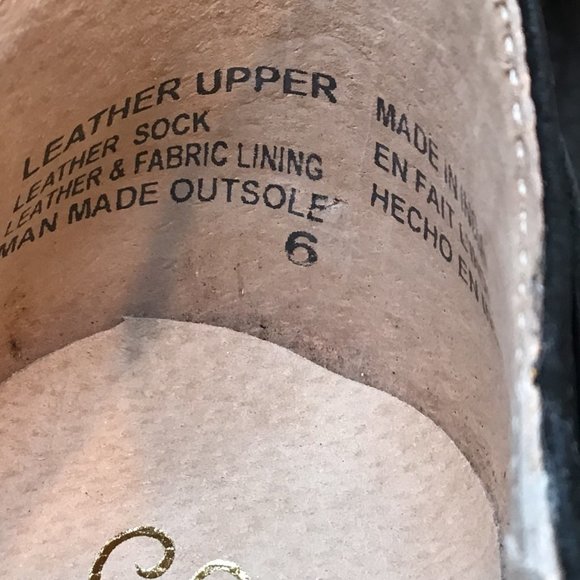 LEATHER UPPER
LEATHER SOCK
LEATHER & FABRIC LINING
MAN MADE OUTSOLE
6
MADE IN
EN FAIT
HECHO EN